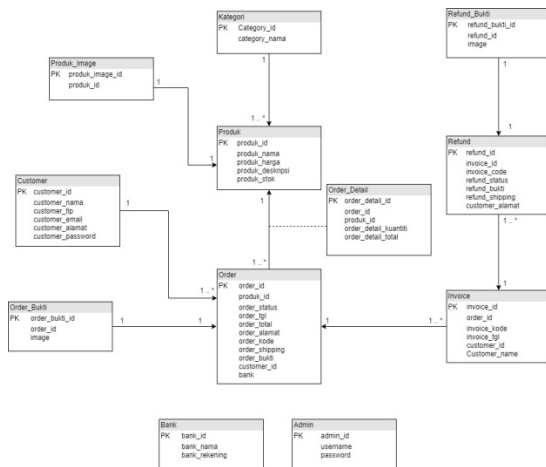 Kategori
PK Category_id
category_nama
Refund_Bukti
PK refund_bukti_id
refund_id
image
Produk_Image
PK produk_image_id
produk_id
1
1
1
1
1 .. *
1
Produk
PK produk_id
produk_nama
produk_harga
produk_deskripsi
produk_stok
Refund
PK refund_id
invoice_id
invoice_code
refund_status
refund_bukti
refund_shipping
customer_alamat
Customer
PK customer_id
customer_nama
customer_tlp
customer_email
customer_alamat
customer_password
1
1
Order_Detail
PK order_detail_id
order_id
produk_id
order_detail_kuantiti
order_detail_total
1 .. *
1 .. *
1 .. *
1
Order
PK order_id
produk_id
order_status
order_tgl
order_total
order_alamat
order_kode
order_shipping
order_bukti
customer_id
bank
Invoice
PK invoice_id
order_id
invoice_kode
invoice_tgl
customer_id
Customer_name
Order_Bukti
PK order_bukti_id
order_id
image
1
1
1
1 .. *
Bank
PK bank_id
bank_nama
bank_rekening
Admin
PK admin_id
username
password